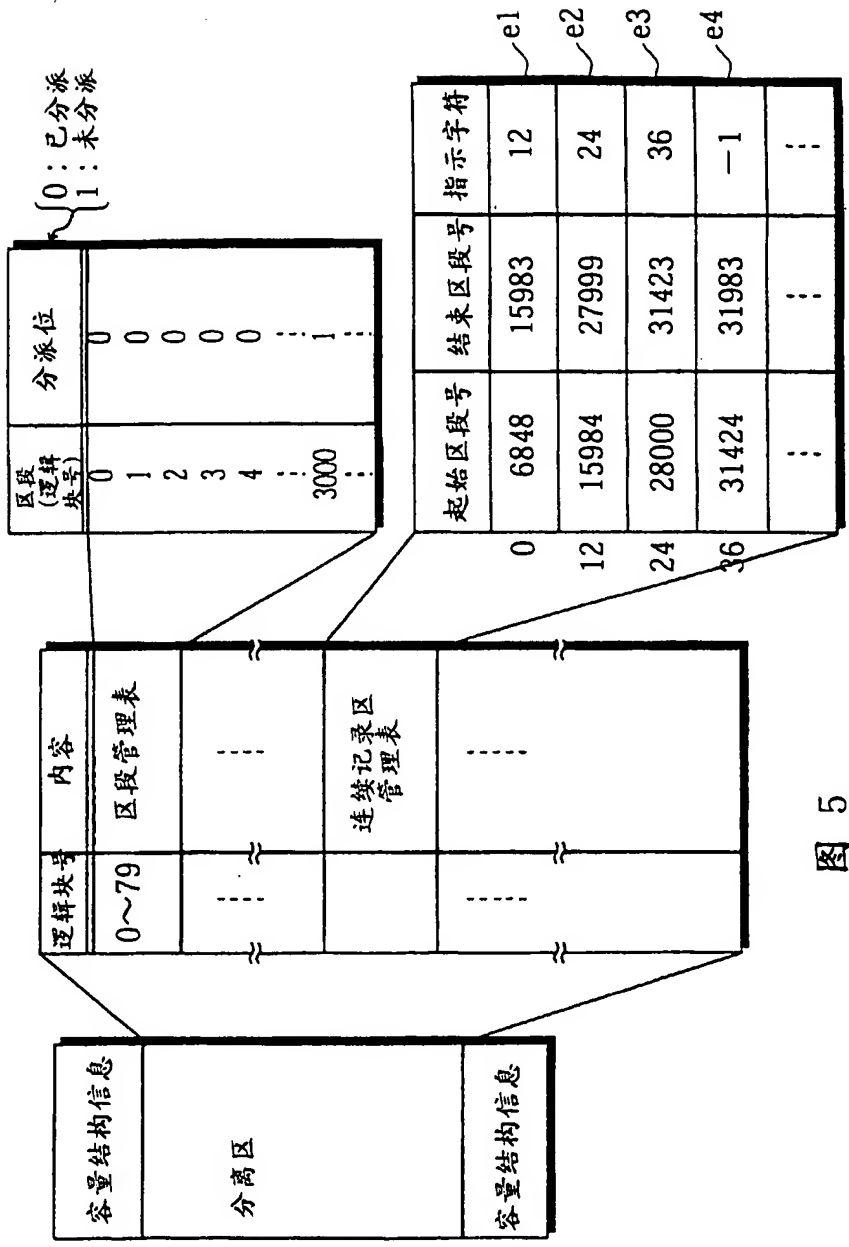 容量结构信息
分离区
容量结构信息
逻辑块号 内容
0～79 区段管理表
连续记录区
管理表
区段
(逻辑
块号) 分派位
0 0
1 0
2 0
3 0
4 0
3000 1
0：已分派
1：未分派
起始区段号 结束区段号 指示字符
0 6848 15983 12 e1
12 15984 27999 24 e2
24 28000 31423 36 e3
36 31424 31983 －1 e4
图 5